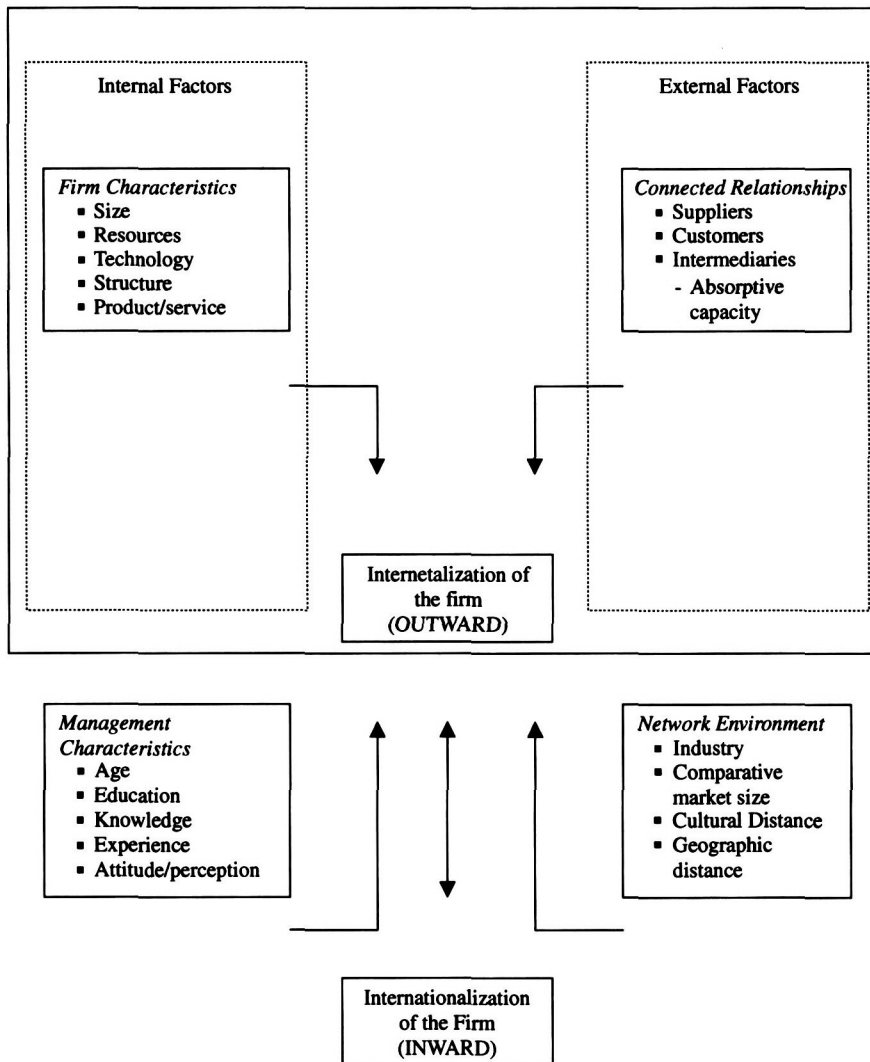 Internal Factors
External Factors
Firm Characteristics
▪ Size
▪ Resources
▪ Technology
▪ Structure
▪ Product/service
Connected Relationships
▪ Suppliers
▪ Customers
▪ Intermediaries
- Absorptive
capacity
Internetalization of
the firm
(OUTWARD)
Management
Characteristics
▪ Age
▪ Education
▪ Knowledge
▪ Experience
▪ Attitude/perception
Network Environment
▪ Industry
▪ Comparative
market size
▪ Cultural Distance
▪ Geographic
distance
Internationalization
of the Firm
(INWARD)